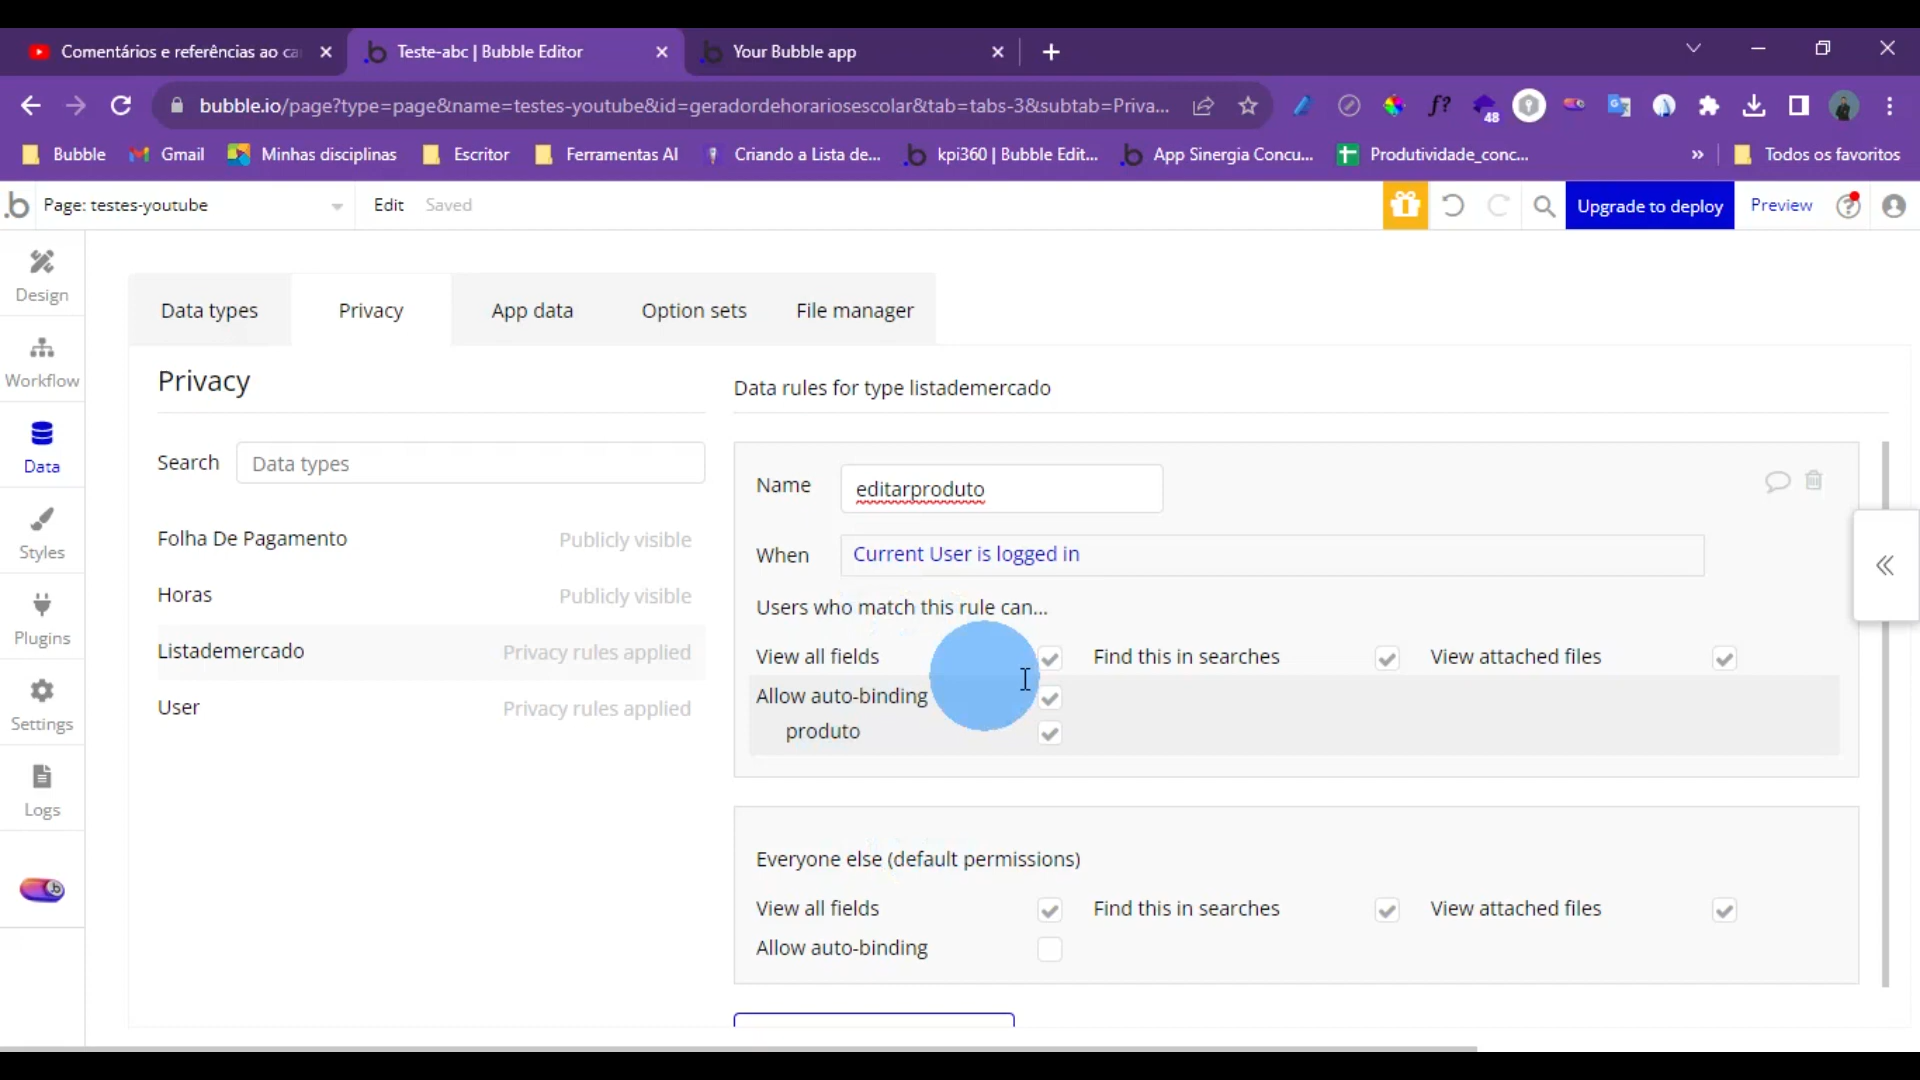 Comentários e referências ao ca
Teste-abc | Bubble Editor
Your Bubble app
bubble.io/page?type=page&name=testes-youtube&id=geradordehorariosescolar&tab=tabs-3&subtab=Priva...
f?
48
Bubble
Gmail
Minhas disciplinas
Escritor
Ferramentas AI
Criando a Lista de...
kpi360 | Bubble Edit...
App Sinergia Concu...
Produtividade_conc...
»
Todos os favoritos
Page: testes-youtube
Edit
Saved
Upgrade to deploy
Preview
Design
Workflow
Data
Styles
Plugins
Settings
Logs
Data types
Privacy
App data
Option sets
File manager
Privacy
Search
Data types
Folha De Pagamento
Publicly visible
Horas
Publicly visible
Listademercado
Privacy rules applied
User
Privacy rules applied
Data rules for type listademercado
Name
editarproduto
When
Current User is logged in
Users who match this rule can...
View all fields
Find this in searches
View attached files
Allow auto-binding
produto
Everyone else (default permissions)
View all fields
Find this in searches
View attached files
Allow auto-binding